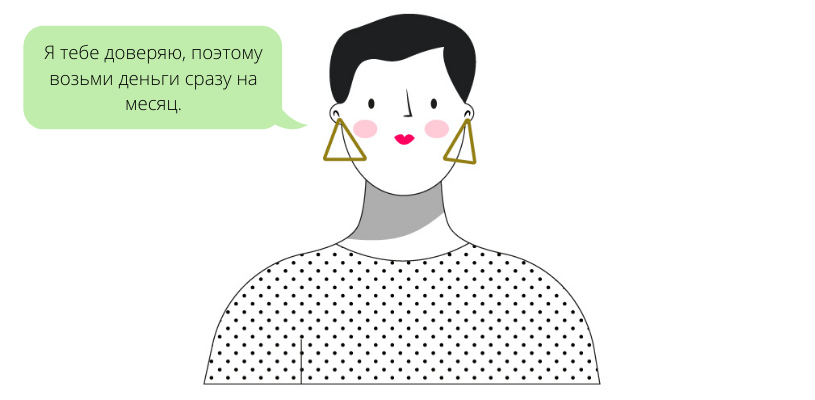 Я тебе доверяю, поэтому
возьми деньги сразу на
месяц.